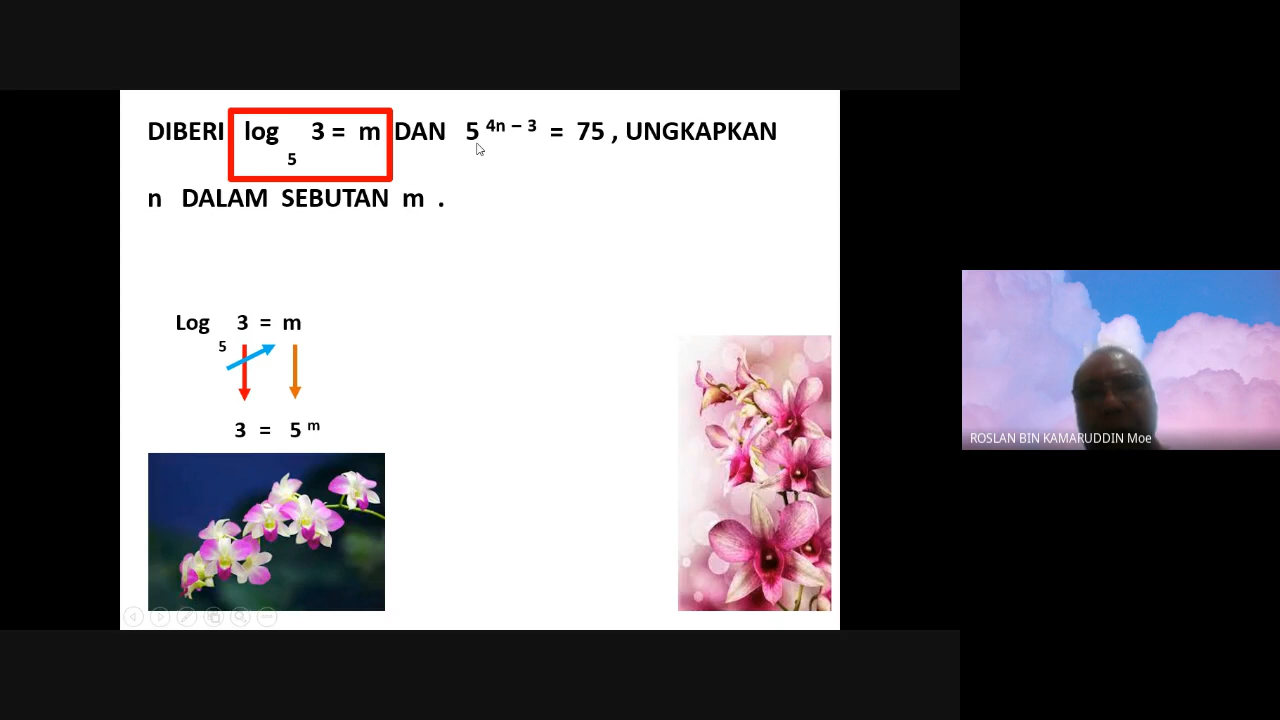 DIBERI log 5 3 = m DAN 5 4n – 3 = 75 , UNGKAPKAN
n DALAM SEBUTAN m .
Log 5 3 = m
3 = 5 m
ROSLAN BIN KAMARUDDIN Moe